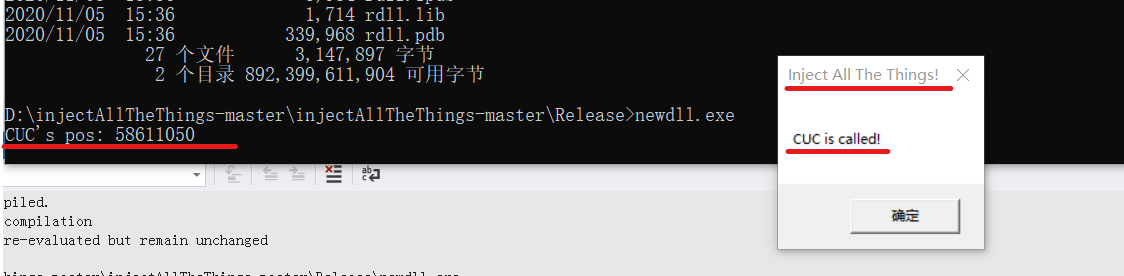 2020/11/05 15:36 1,714 rdll.lib
2020/11/05 15:36 339,968 rdll.pdb
27 个文件 3,147,897 字节
2 个目录 892,399,611,904 可用字节
D:\injectAllTheThings-master\injectAllTheThings-master\Release>newdll.exe
CUC's pos: 58611050
Inject All The Things!
CUC is called!
确定
piled.
compilation
re-evaluated but remain unchanged